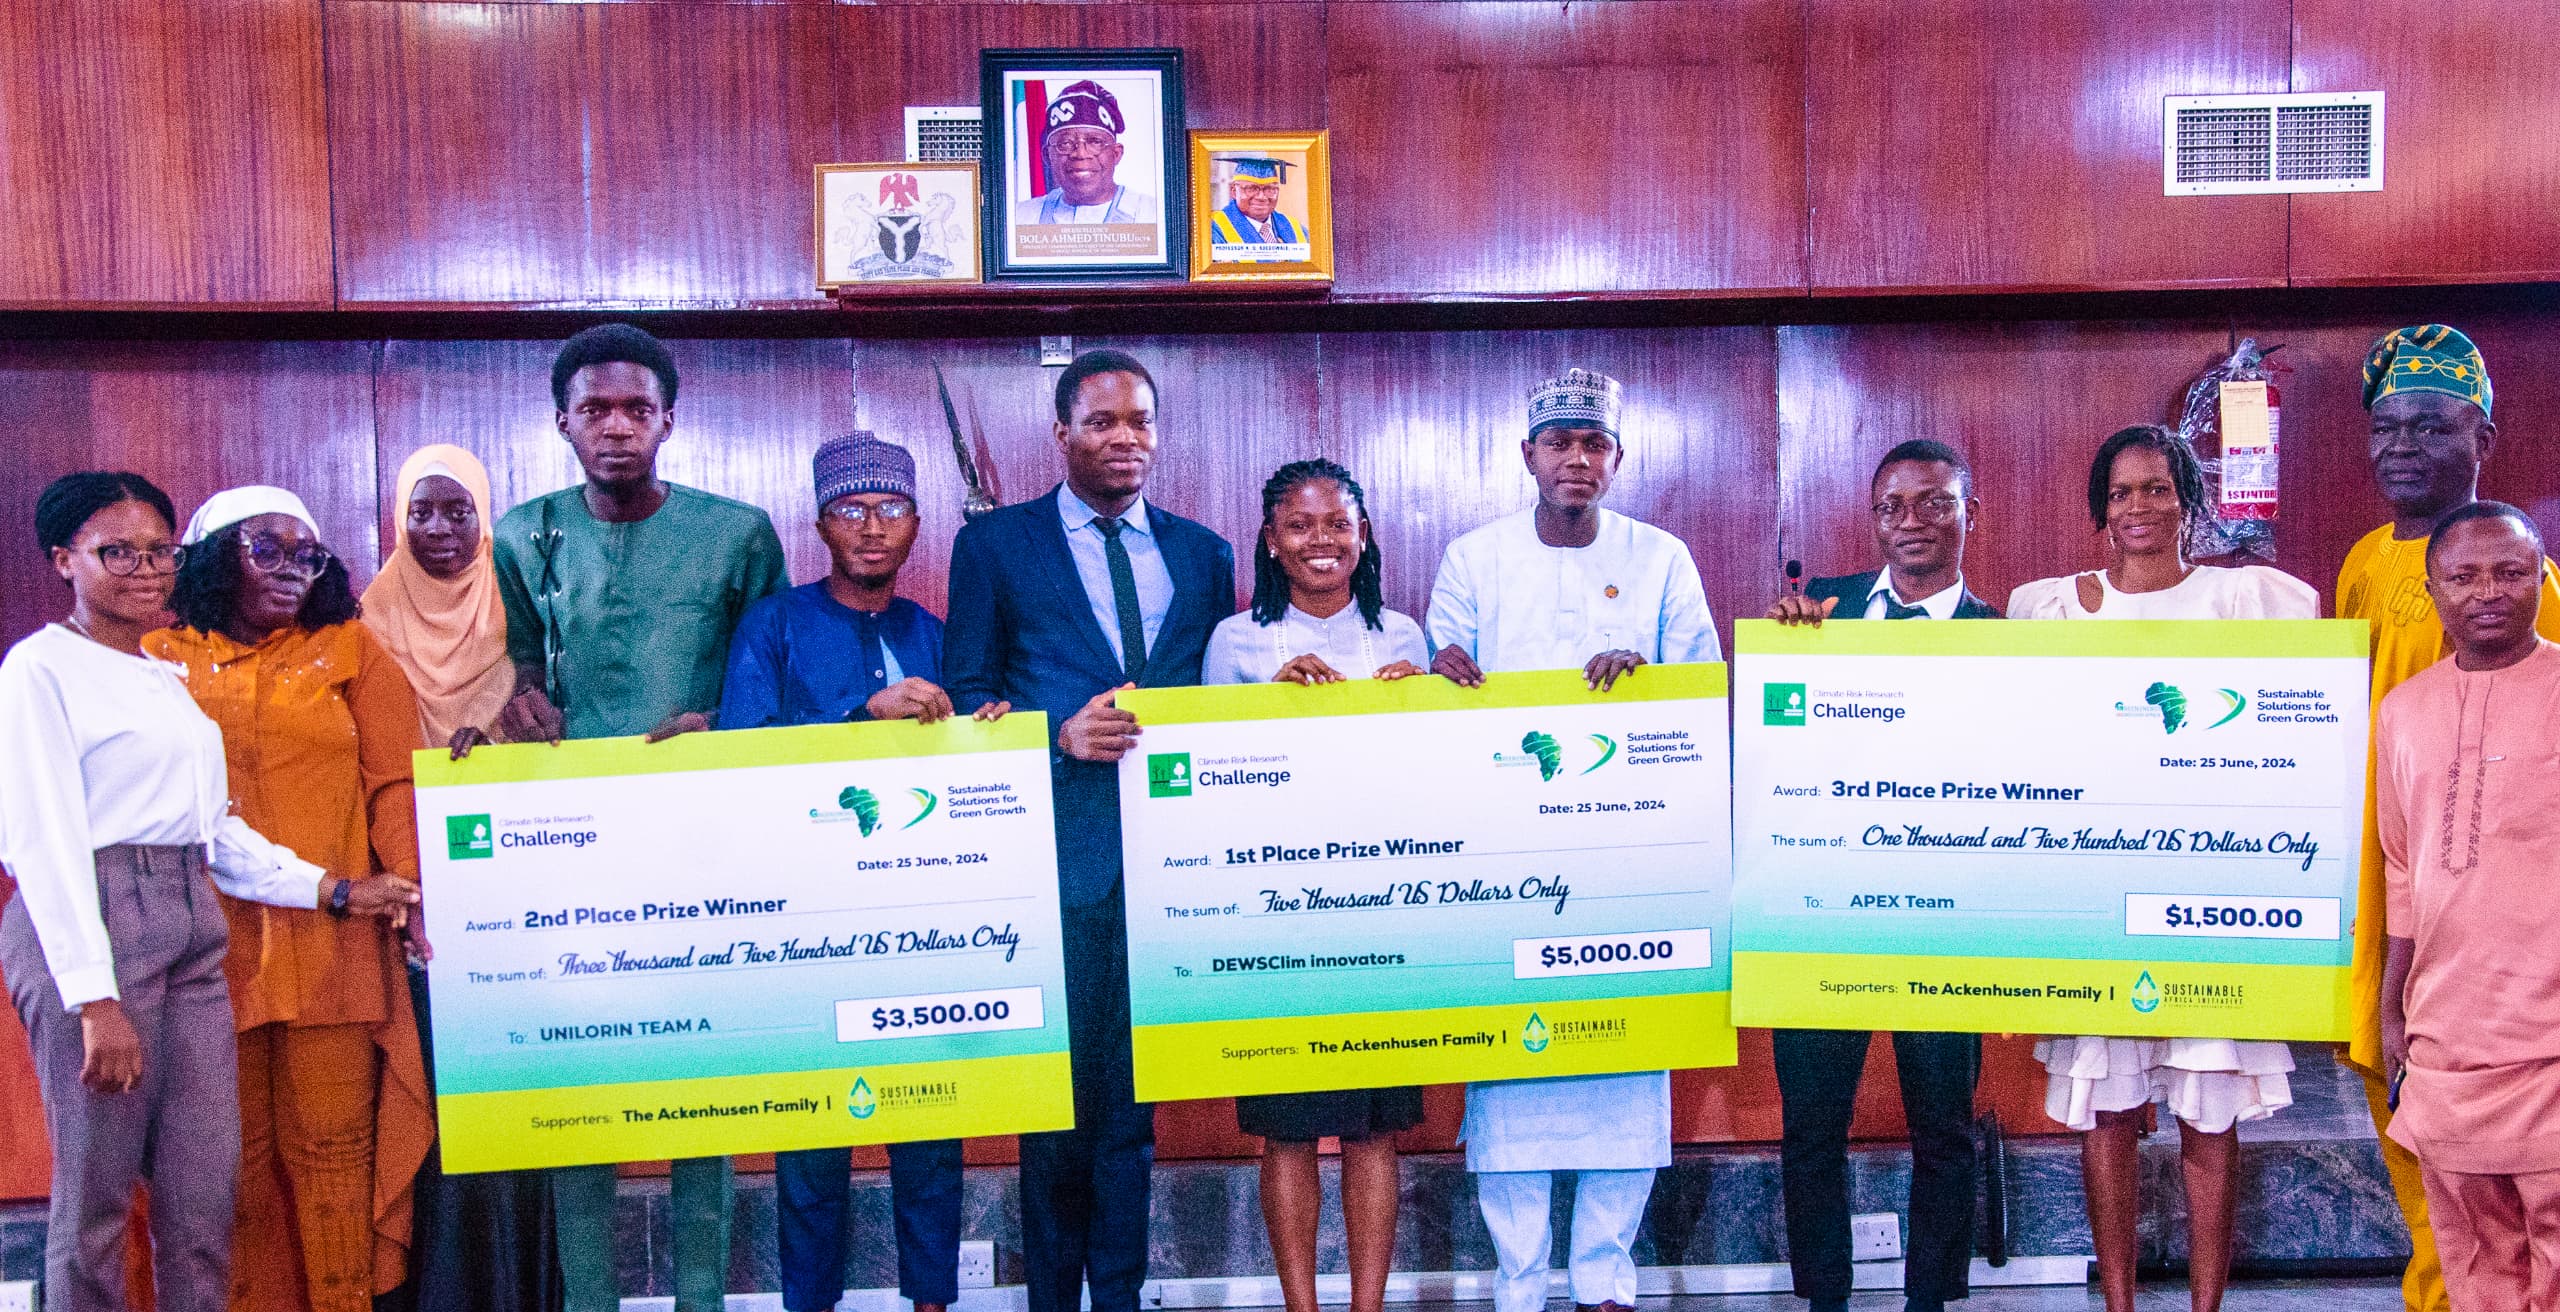 BOLA AHMED TINUBU GCFR
Climate Risk Research
Challenge
Sustainable
Solutions for
Green Growth
Date: 25 June, 2024
Award: 2nd Place Prize Winner
The sum of: Three thousand and Five Hundred US Dollars Only
To: UNILORIN TEAM A
$3,500.00
Supporters: The Ackenhusen Family |
SUSTAINABLE
AFRICA INITIATIVE
Climate Risk Research
Challenge
Sustainable
Solutions for
Green Growth
Date: 25 June, 2024
Award: 1st Place Prize Winner
The sum of: Five thousand US Dollars Only
To: DEWSClim innovators
$5,000.00
Supporters: The Ackenhusen Family |
SUSTAINABLE
AFRICA INITIATIVE
Climate Risk Research
Challenge
GREEN ENERGY
Sustainable
Solutions for
Green Growth
Date: 25 June, 2024
Award: 3rd Place Prize Winner
The sum of: One thousand and Five Hundred US Dollars Only
To: APEX Team
$1,500.00
Supporters: The Ackenhusen Family |
SUSTAINABLE
AFRICA INITIATIVE